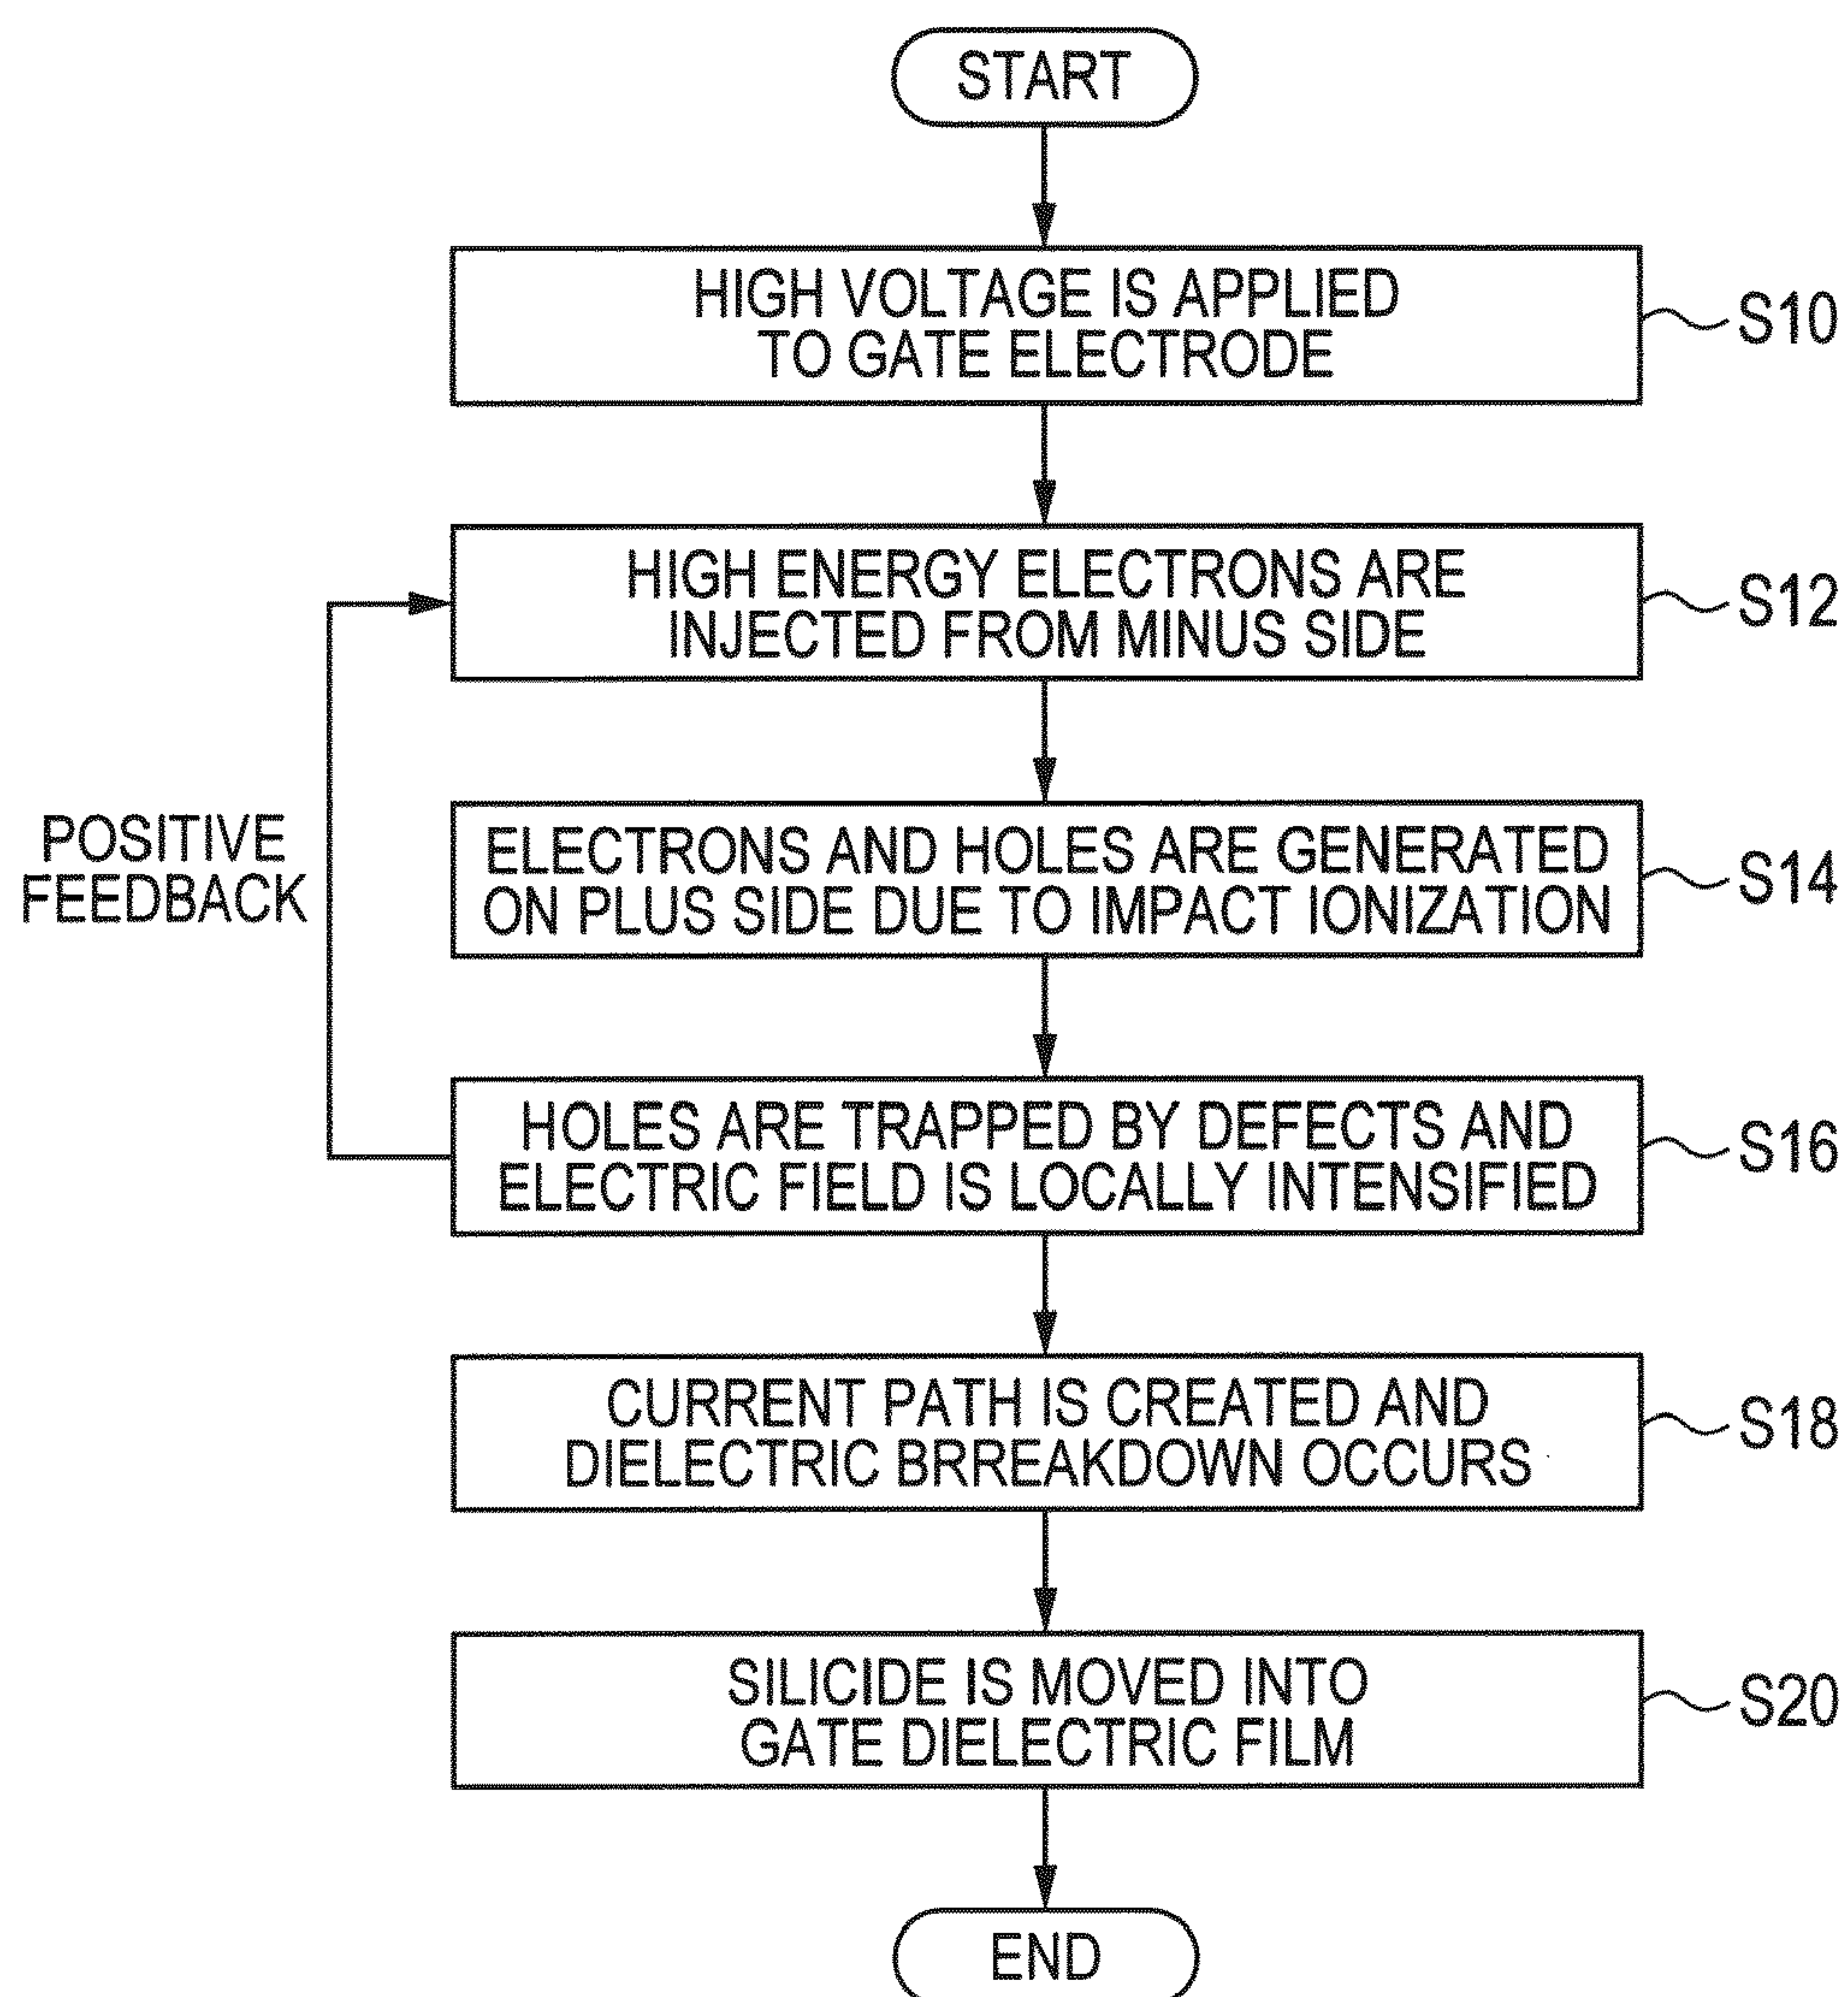 START
HIGH VOLTAGE IS APPLIED
TO GATE ELECTRODE
S10
HIGH ENERGY ELECTRONS ARE
INJECTED FROM MINUS SIDE
S12
POSITIVE
FEEDBACK
ELECTRONS AND HOLES ARE GENERATED
ON PLUS SIDE DUE TO IMPACT IONIZATION
S14
HOLES ARE TRAPPED BY DEFECTS AND
ELECTRIC FIELD IS LOCALLY INTENSIFIED
S16
CURRENT PATH IS CREATED AND
DIELECTRIC BRREAKDOWN OCCURS
S18
SILICIDE IS MOVED INTO
GATE DIELECTRIC FILM
S20
END